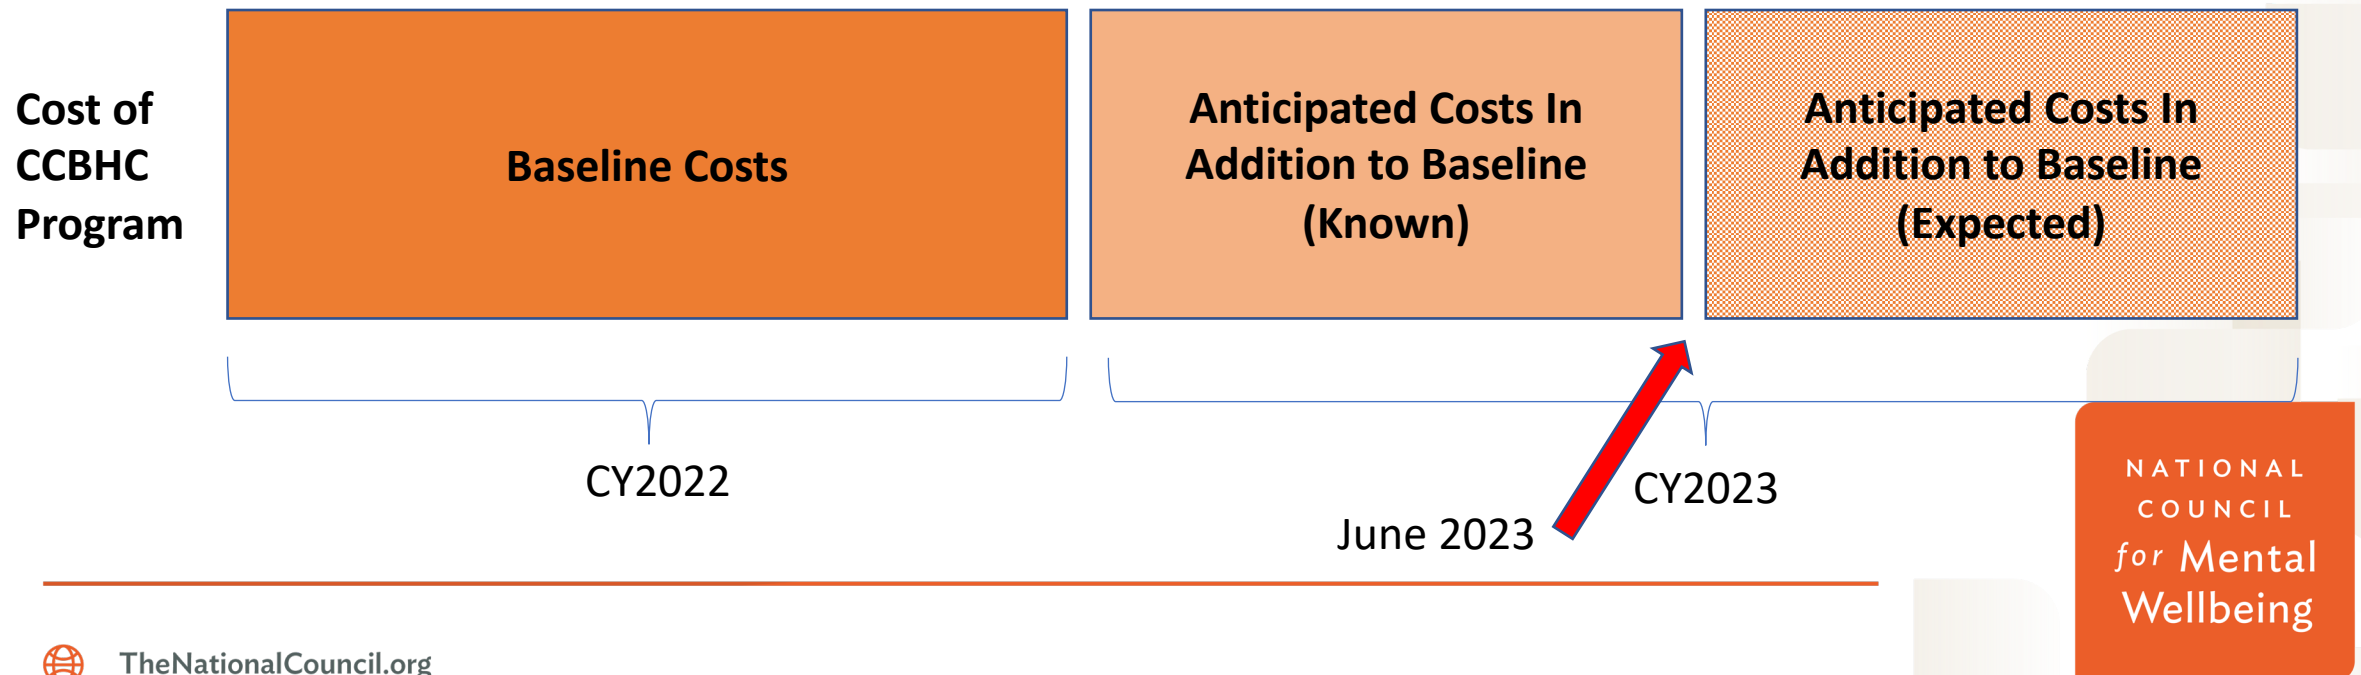 Cost of
CCBHC
Program
Baseline Costs
Anticipated Costs In
Addition to Baseline
(Known)
Anticipated Costs In
Addition to Baseline
(Expected)
CY2022
CY2023
June 2023
NATIONAL
COUNCIL
for Mental
Wellbeing
TheNationalCouncil.org